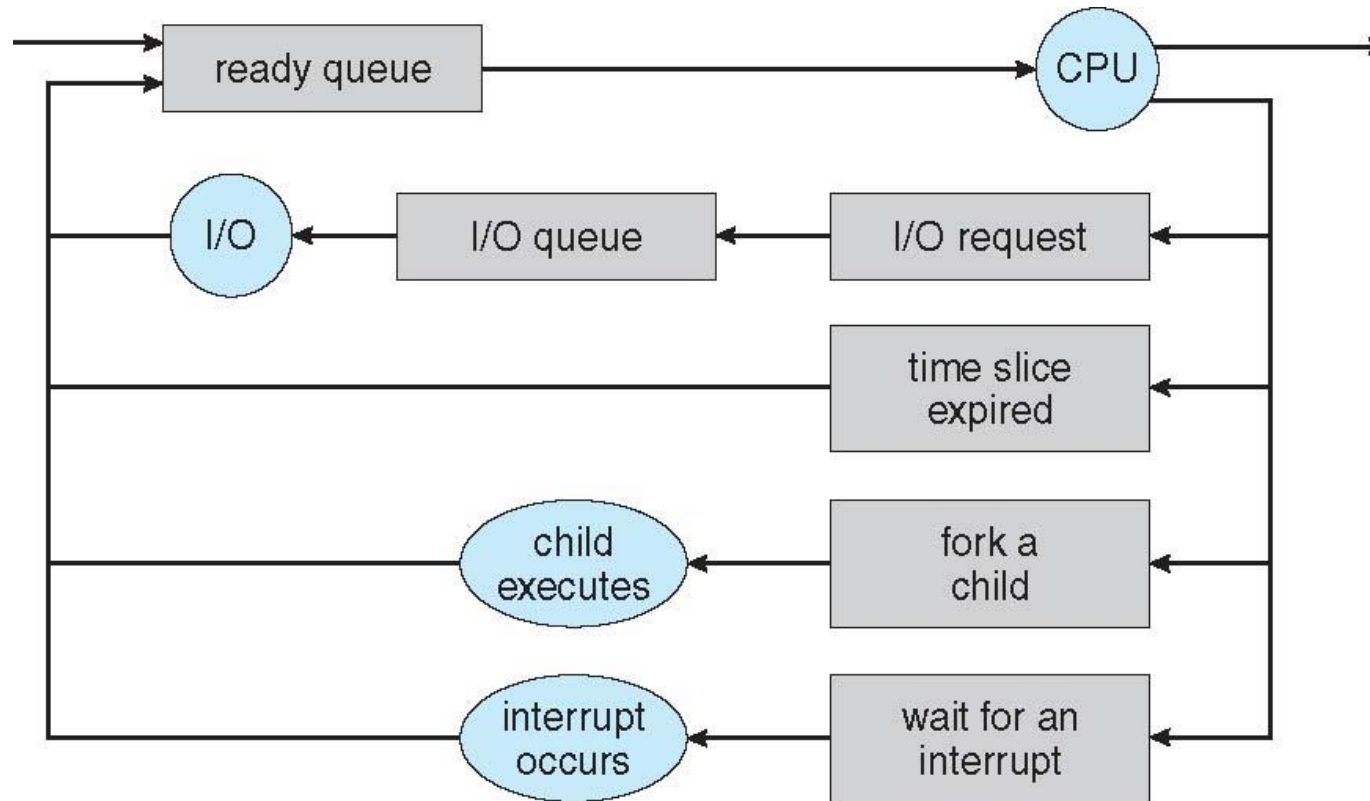 ready queue
CPU
I/O
I/O queue
I/O request
time slice
expired
child
executes
fork a
child
interrupt
occurs
wait for an
interrupt